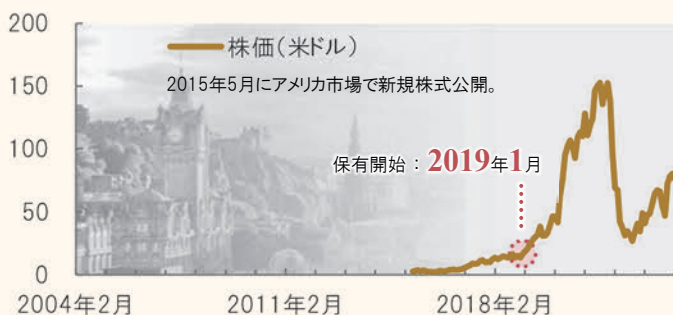 200
株価(米ドル)
2015年5月にアメリカ市場で新規株式公開。
150
保有開始 : 2019年1月
100
50
0
2004年2月
2011年2月
2018年2月